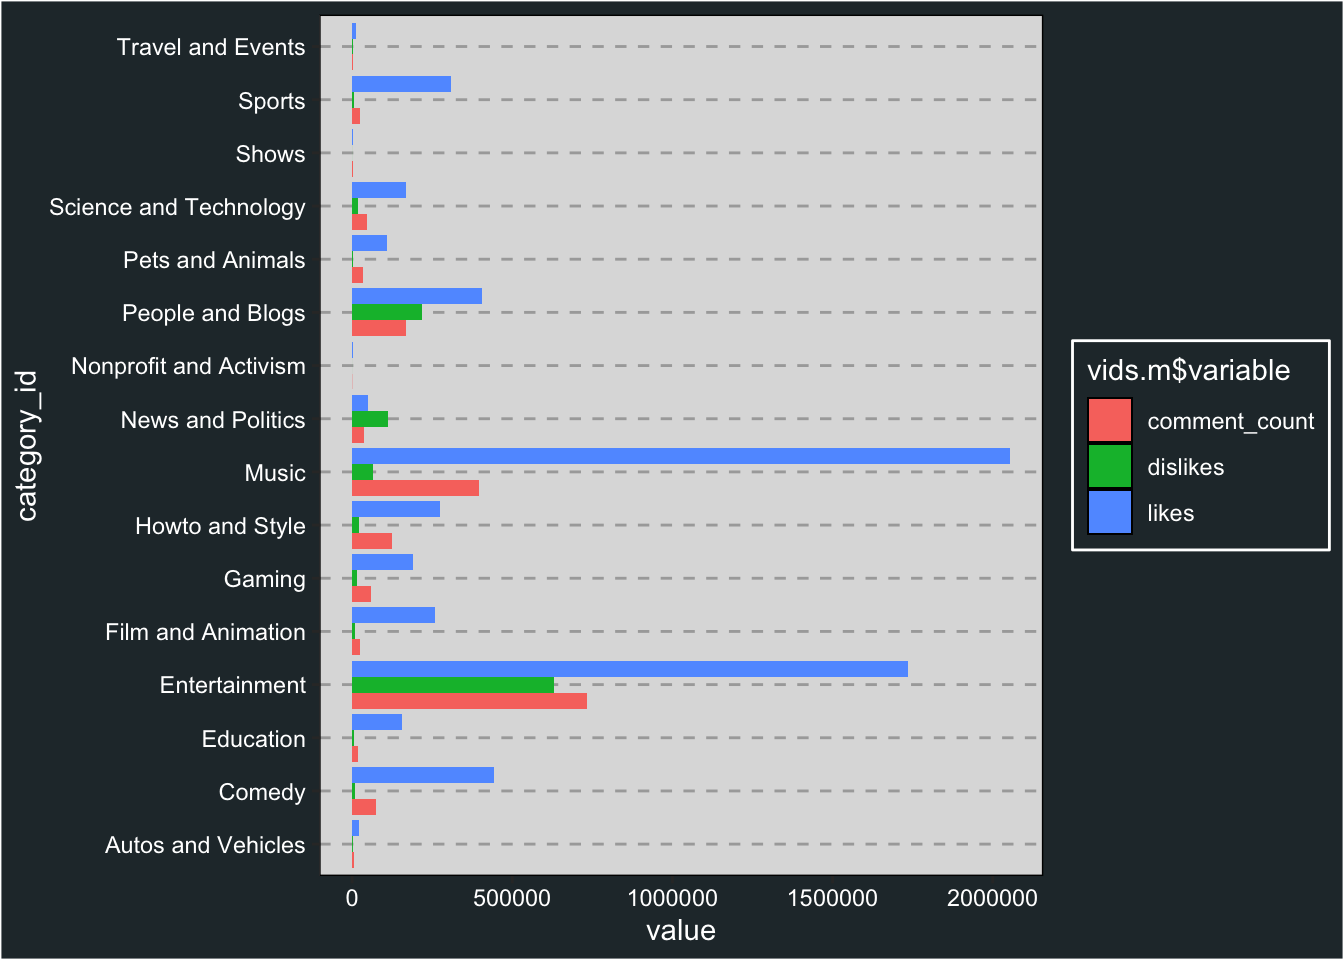 Travel and Events
Sports
Shows
Science and Technology
Pets and Animals
People and Blogs
Nonprofit and Activism
News and Politics
Music
Howto and Style
Gaming
Film and Animation
Entertainment
Education
Comedy
Autos and Vehicles
category_id
0 500000 1000000 1500000 2000000
value
vids.m$variable
comment_count
dislikes
likes